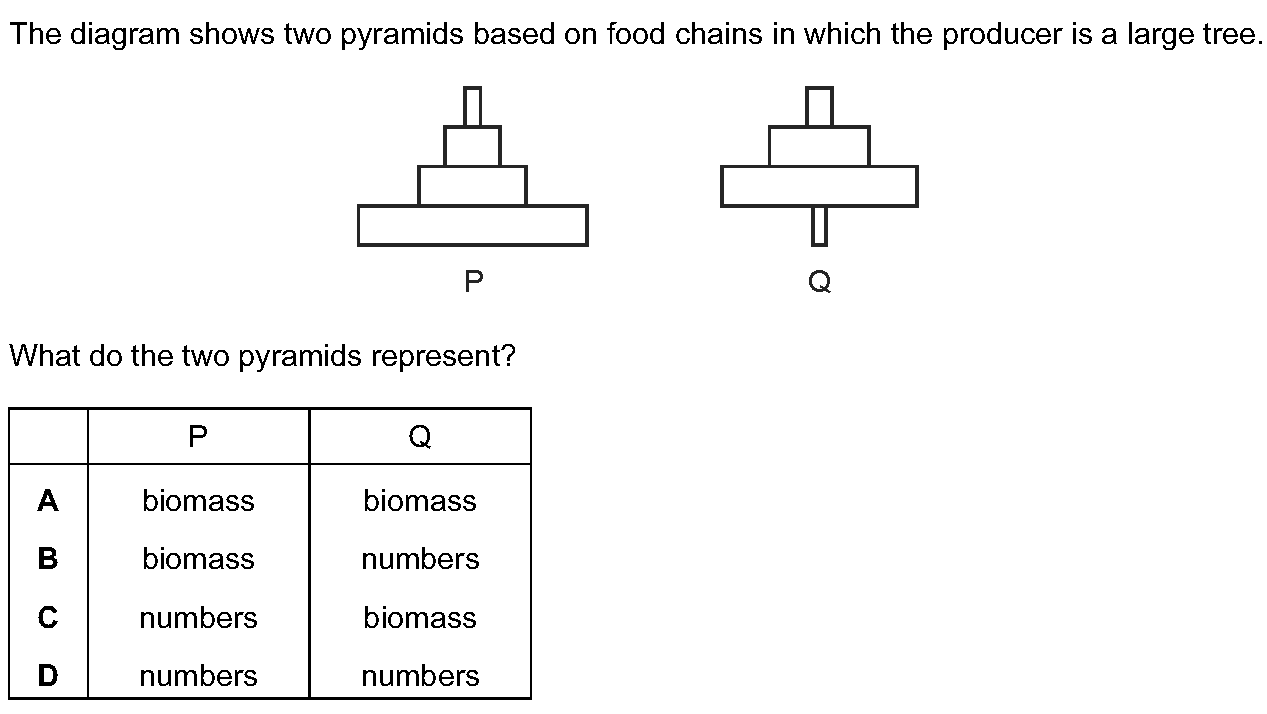 The diagram shows two pyramids based on food chains in which the producer is a large tree.
P Q
What do the two pyramids represent?
P Q
A biomass biomass
B biomass numbers
C numbers biomass
D numbers numbers